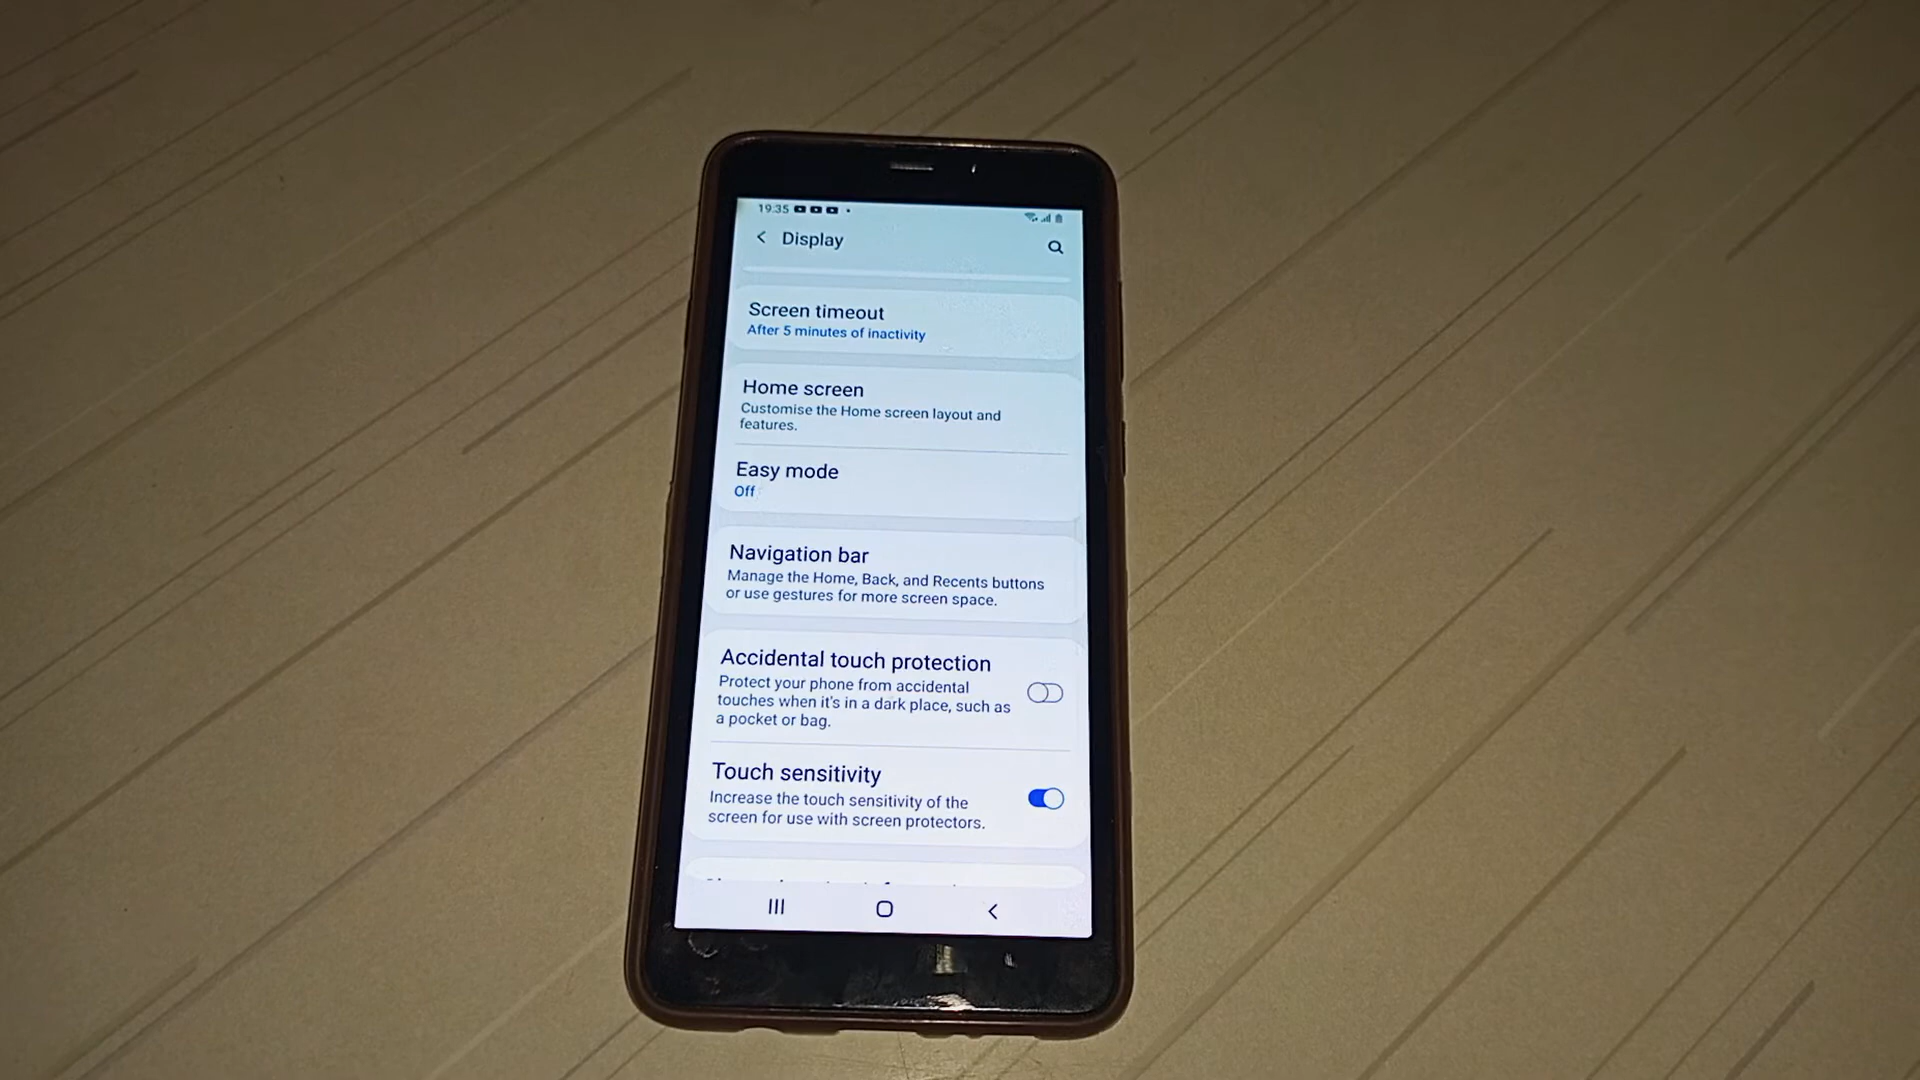 19:35
Display
Screen timeout
After 5 minutes of inactivity
Home screen
Customise the Home screen layout and
features.
Easy mode
Off
Navigation bar
Manage the Home, Back, and Recents buttons
or use gestures for more screen space.
Accidental touch protection
Protect your phone from accidental
touches when it's in a dark place, such as
a pocket or bag.
Touch sensitivity
Increase the touch sensitivity of the
screen for use with screen protectors.